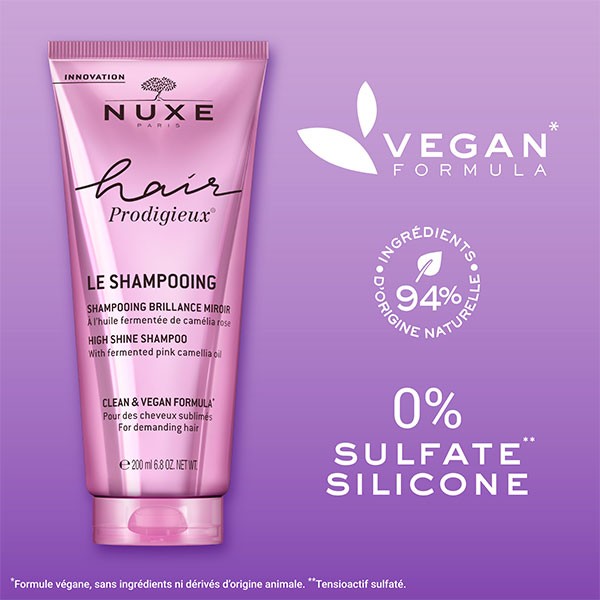 INNOVATION
NUXE
PARIS
hair
Prodigieux®
LE SHAMPOOING
SHAMPOOING BRILLANCE MIROIR
À l'huile fermentée de camélia rose
HIGH SHINE SHAMPOO
With fermented pink camellia oil
CLEAN & VEGAN FORMULA*
Pour des cheveux sublimés
For demanding hair
℮ 200 ml 6.8 OZ. NET WT.
VEGAN*
FORMULA
INGRÉDIENTS
94%
D'ORIGINE NATURELLE
0%
SULFATE**
SILICONE
*Formule végane, sans ingrédients ni dérivés d'origine animale. **Tensioactif sulfaté.